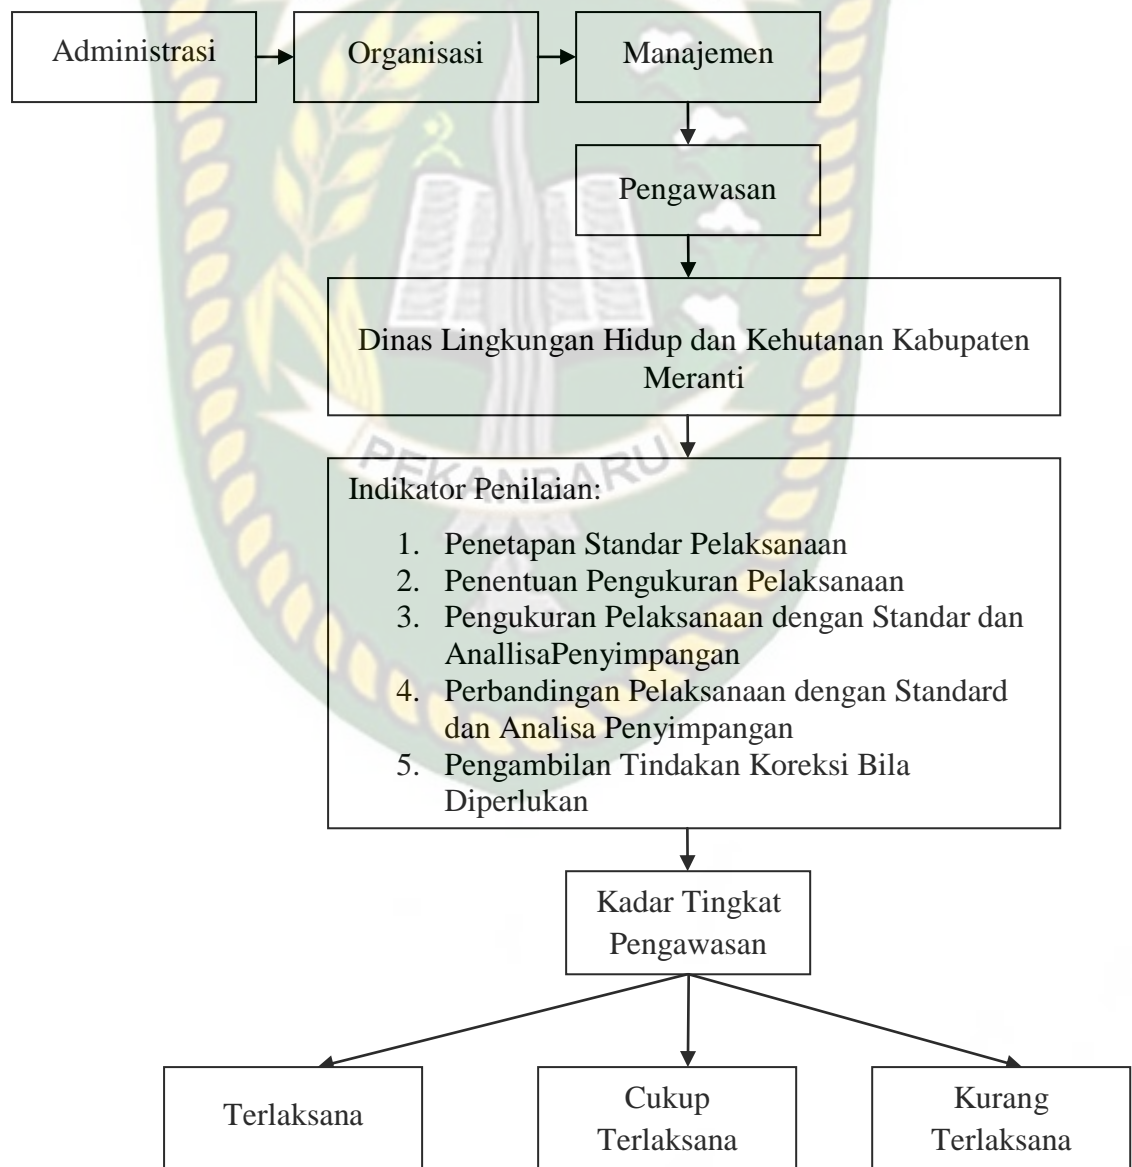 Administrasi
Organisasi
Manajemen
Pengawasan
Dinas Lingkungan Hidup dan Kehutanan Kabupaten
Meranti
PEKANBARU
Indikator Penilaian:
1. Penetapan Standar Pelaksanaan
2. Penentuan Pengukuran Pelaksanaan
3. Pengukuran Pelaksanaan dengan Standar dan
AnallisaPenyimpangan
4. Perbandingan Pelaksanaan dengan Standard
dan Analisa Penyimpangan
5. Pengambilan Tindakan Koreksi Bila
Diperlukan
Kadar Tingkat
Pengawasan
Terlaksana
Cukup
Terlaksana
Kurang
Terlaksana